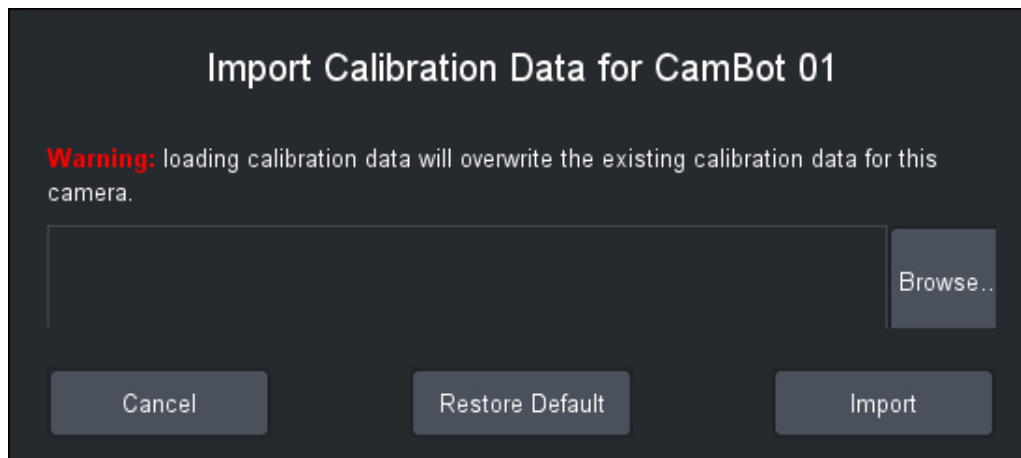 Import Calibration Data for CamBot 01
Warning: loading calibration data will overwrite the existing calibration data for this
camera.
Browse..
Cancel
Restore Default
Import